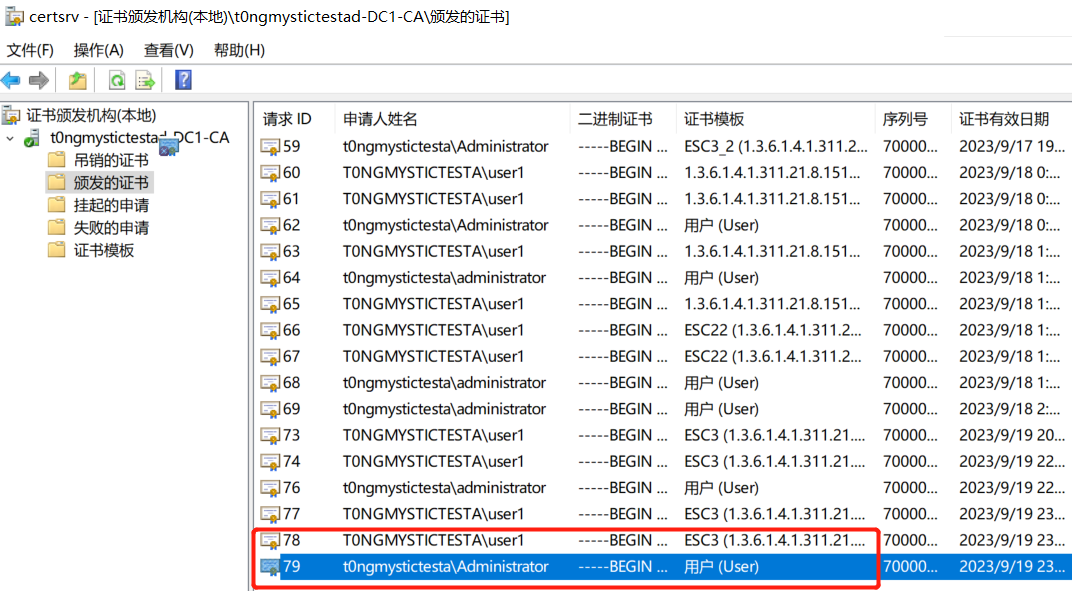 certsrv - [证书颁发机构(本地)\t0ngmystictestad-DC1-CA\颁发的证书]
文件(F) 操作(A) 查看(V) 帮助(H)
证书颁发机构(本地)
t0ngmystictestad-DC1-CA
吊销的证书
颁发的证书
挂起的申请
失败的申请
证书模板
请求 ID 申请人姓名 二进制证书 证书模板 序列号 证书有效日期
59 t0ngmystictesta\Administrator -----BEGIN ... ESC3_2 (1.3.6.1.4.1.311.2... 70000... 2023/9/17 19...
60 T0NGMYSTICTESTA\user1 -----BEGIN ... 1.3.6.1.4.1.311.21.8.151... 70000... 2023/9/18 0:...
61 T0NGMYSTICTESTA\user1 -----BEGIN ... 1.3.6.1.4.1.311.21.8.151... 70000... 2023/9/18 0:...
62 t0ngmystictesta\Administrator -----BEGIN ... 用户 (User) 70000... 2023/9/18 0:...
63 T0NGMYSTICTESTA\user1 -----BEGIN ... 1.3.6.1.4.1.311.21.8.151... 70000... 2023/9/18 1:...
64 t0ngmystictesta\administrator -----BEGIN ... 用户 (User) 70000... 2023/9/18 1:...
65 T0NGMYSTICTESTA\user1 -----BEGIN ... 1.3.6.1.4.1.311.21.8.151... 70000... 2023/9/18 1:...
66 T0NGMYSTICTESTA\user1 -----BEGIN ... ESC22 (1.3.6.1.4.1.311.2... 70000... 2023/9/18 1:...
67 T0NGMYSTICTESTA\user1 -----BEGIN ... ESC22 (1.3.6.1.4.1.311.2... 70000... 2023/9/18 1:...
68 t0ngmystictesta\administrator -----BEGIN ... 用户 (User) 70000... 2023/9/18 1:...
69 t0ngmystictesta\administrator -----BEGIN ... 用户 (User) 70000... 2023/9/18 2:...
73 T0NGMYSTICTESTA\user1 -----BEGIN ... ESC3 (1.3.6.1.4.1.311.21.... 70000... 2023/9/19 20...
74 T0NGMYSTICTESTA\user1 -----BEGIN ... ESC3 (1.3.6.1.4.1.311.21.... 70000... 2023/9/19 22...
76 t0ngmystictesta\administrator -----BEGIN ... 用户 (User) 70000... 2023/9/19 22...
77 T0NGMYSTICTESTA\user1 -----BEGIN ... ESC3 (1.3.6.1.4.1.311.21.... 70000... 2023/9/19 23...
78 T0NGMYSTICTESTA\user1 -----BEGIN ... ESC3 (1.3.6.1.4.1.311.21.... 70000... 2023/9/19 23...
79 t0ngmystictesta\Administrator -----BEGIN ... 用户 (User) 70000... 2023/9/19 23...